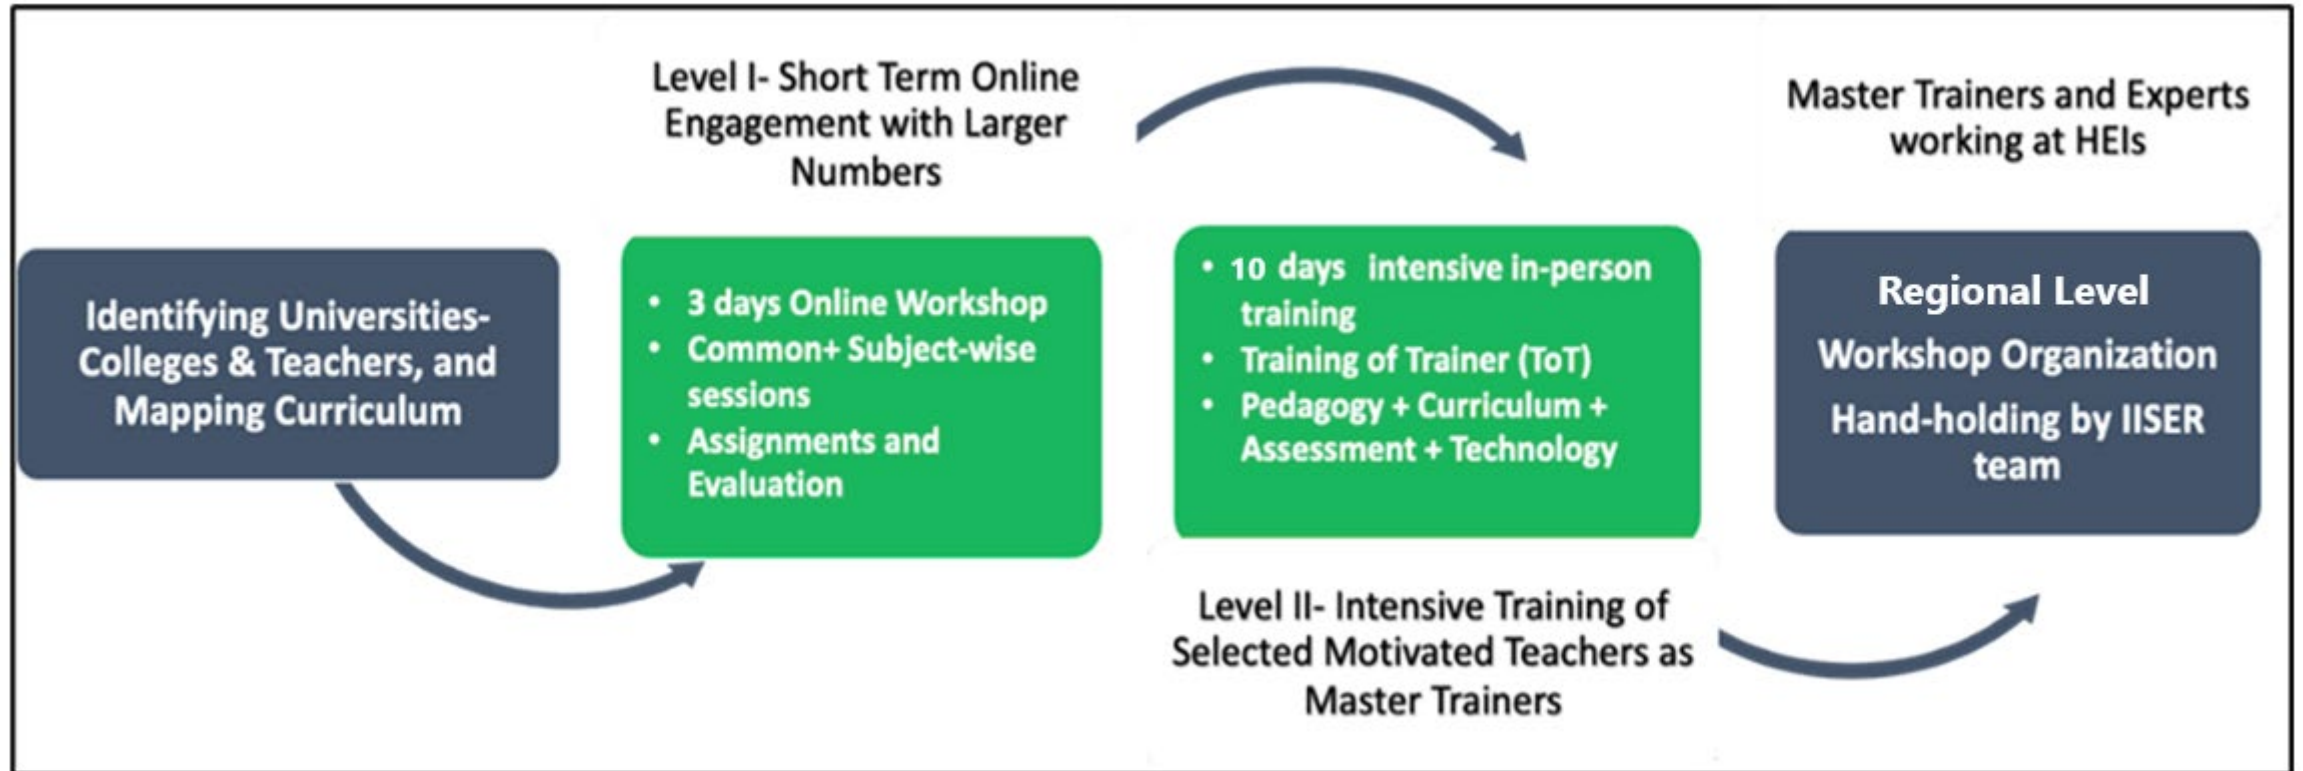 Identifying Universities-
Colleges & Teachers, and
Mapping Curriculum
Level I- Short Term Online
Engagement with Larger
Numbers
• 3 days Online Workshop
• Common+ Subject-wise
sessions
• Assignments and
Evaluation
• 10 days intensive in-person
training
• Training of Trainer (ToT)
• Pedagogy + Curriculum +
Assessment + Technology
Level II- Intensive Training of
Selected Motivated Teachers as
Master Trainers
Master Trainers and Experts
working at HEIs
Regional Level
Workshop Organization
Hand-holding by IISER
team